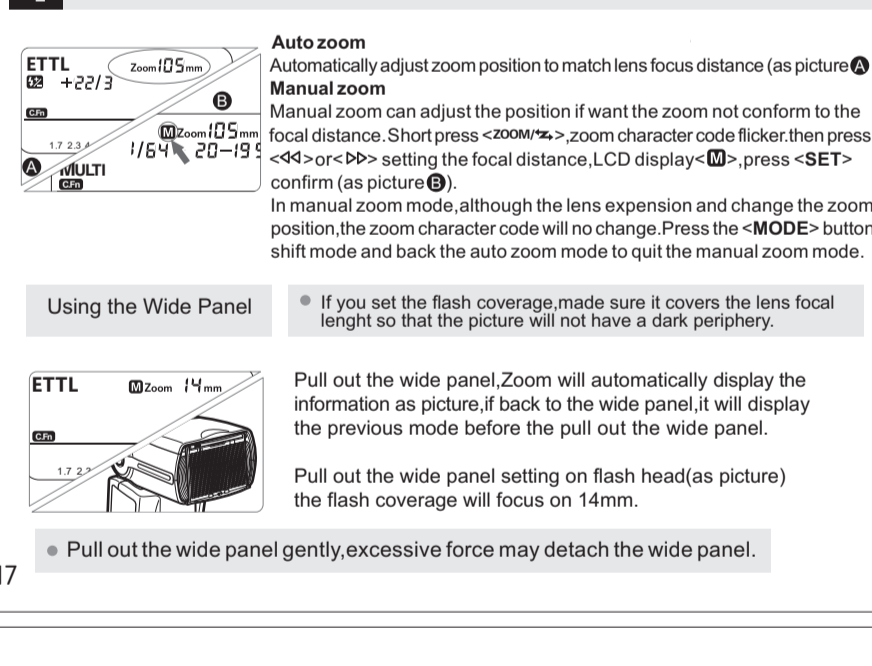 Auto zoom
Automatically adjust zoom position to match lens focus distance (as picture A
Manual zoom
Manual zoom can adjust the position if want the zoom not conform to the
focal distance.Short press <ZOOM/>,zoom character code flicker.then press
<◁◁>or<▷▷> setting the focal distance,LCD display<M>,press <SET>
confirm (as picture B).
In manual zoom mode,although the lens expension and change the zoom
position,the zoom character code will no change.Press the <MODE> button
shift mode and back the auto zoom mode to quit the manual zoom mode.
ETTL
Zoom 105mm
+22/3
B
C.Fn
M Zoom 105mm
1.7 2.3
1/64 20-19
A
MULTI
C.Fn
Using the Wide Panel
If you set the flash coverage,made sure it covers the lens focal
lenght so that the picture will not have a dark periphery.
ETTL
M Zoom 14mm
C.Fn
1.7 2
Pull out the wide panel,Zoom will automatically display the
information as picture,if back to the wide panel,it will display
the previous mode before the pull out the wide panel.
Pull out the wide panel setting on flash head(as picture)
the flash coverage will focus on 14mm.
● Pull out the wide panel gently,excessive force may detach the wide panel.
17